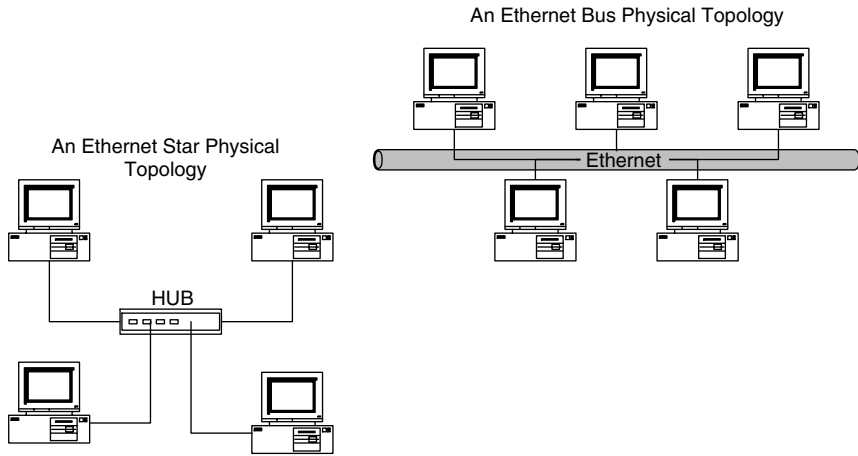 An Ethernet Bus Physical Topology
Ethernet
An Ethernet Star Physical
Topology
HUB